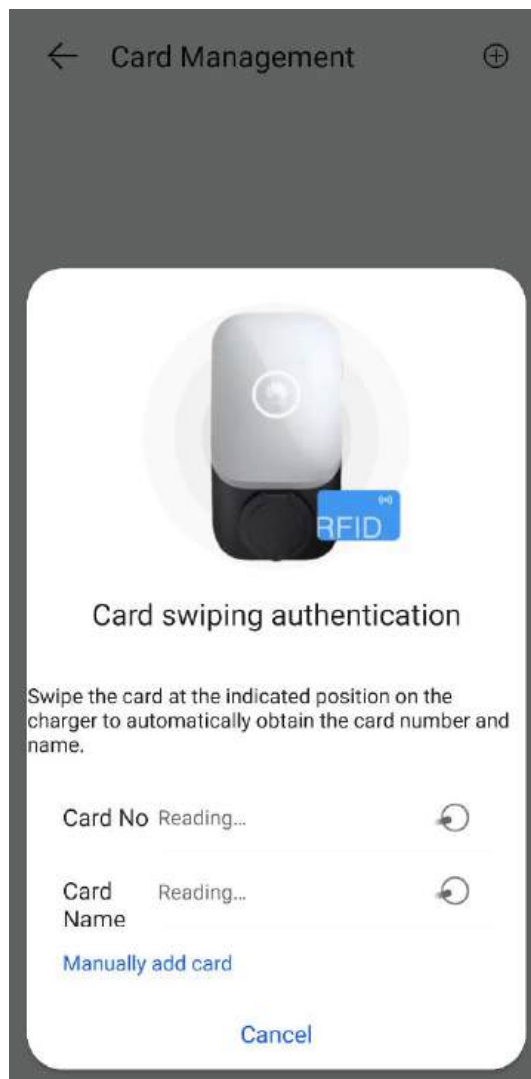 Card Management
RFID
Card swiping authentication
Swipe the card at the indicated position on the
charger to automatically obtain the card number and
name.
Card No Reading...
Card Reading...
Name
Manually add card
Cancel